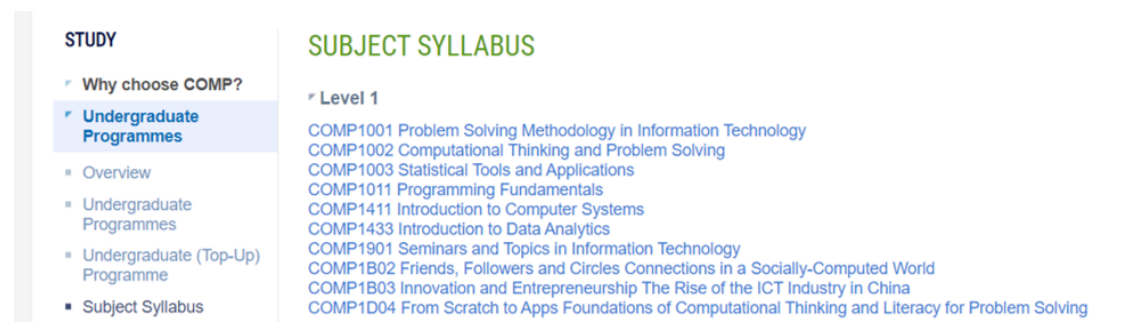 STUDY
Why choose COMP?
Undergraduate
Programmes
Overview
Undergraduate
Programmes
Undergraduate (Top-Up)
Programme
Subject Syllabus
SUBJECT SYLLABUS
Level 1
COMP1001 Problem Solving Methodology in Information Technology
COMP1002 Computational Thinking and Problem Solving
COMP1003 Statistical Tools and Applications
COMP1011 Programming Fundamentals
COMP1411 Introduction to Computer Systems
COMP1433 Introduction to Data Analytics
COMP1901 Seminars and Topics in Information Technology
COMP1B02 Friends, Followers and Circles Connections in a Socially-Computed World
COMP1B03 Innovation and Entrepreneurship The Rise of the ICT Industry in China
COMP1D04 From Scratch to Apps Foundations of Computational Thinking and Literacy for Problem Solving